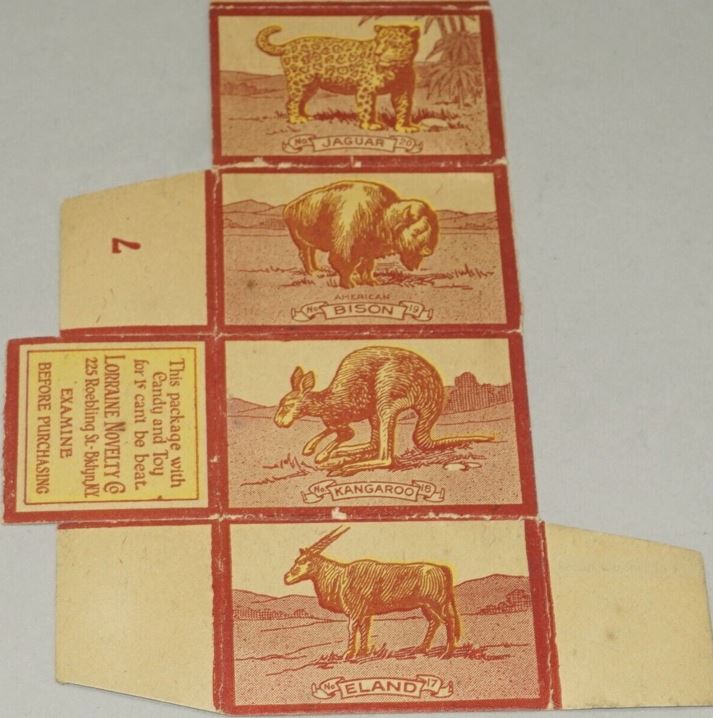 No JAGUAR 20
7
AMERICAN
No BISON 19
This package with
Candy and Toy
for 1¢ cant be beat.
LORRAINE NOVELTY CO
225 Roebling St.-Bklyn,N.Y.
EXAMINE
BEFORE PURCHASING
No KANGAROO 18
No ELAND 17